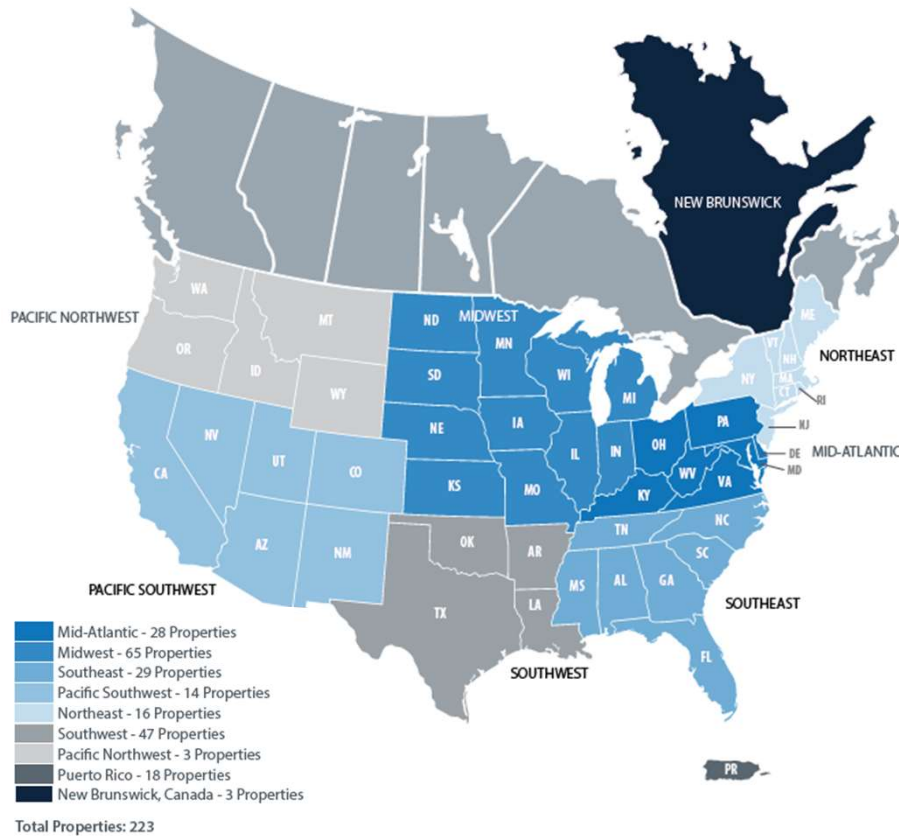 NEW BRUNSWICK
WA
PACIFIC NORTHWEST
MT
ND
MIDWEST
MN
ME
OR
ID
SD
WI
VT
NH
NORTHEAST
WY
MI
NY
MA
CT
RI
NE
IA
PA
NJ
NV
UT
CO
IL
IN
OH
DE
MID-ATLANTIC
MD
CA
KS
MO
WV
VA
KY
AZ
NM
OK
AR
TN
NC
SC
PACIFIC SOUTHWEST
TX
LA
MS
AL
GA
SOUTHEAST
FL
SOUTHWEST
PR
Mid-Atlantic - 28 Properties
Midwest - 65 Properties
Southeast - 29 Properties
Pacific Southwest - 14 Properties
Northeast - 16 Properties
Southwest - 47 Properties
Pacific Northwest - 3 Properties
Puerto Rico - 18 Properties
New Brunswick, Canada - 3 Properties
Total Properties: 223